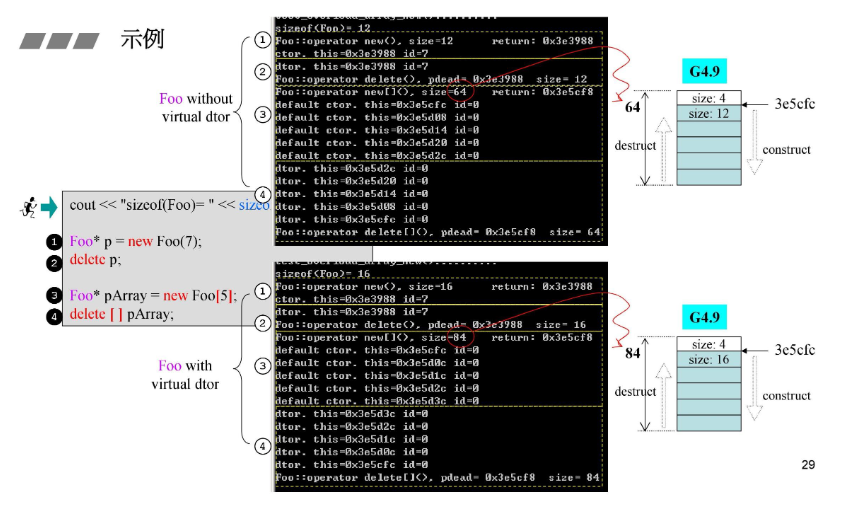 示例
test_overload_array_new()..........
sizeof(Foo)= 12
① Foo::operator new(), size=12 return: 0x3e3988
ctor. this=0x3e3988 id=7
② dtor. this=0x3e3988 id=7
Foo::operator delete(), pdead= 0x3e3988 size= 12
Foo::operator new[](), size=64 return: 0x3e5cf8
③ default ctor. this=0x3e5cfc id=0
default ctor. this=0x3e5d08 id=0
default ctor. this=0x3e5d14 id=0
default ctor. this=0x3e5d20 id=0
default ctor. this=0x3e5d2c id=0
④ dtor. this=0x3e5d2c id=0
dtor. this=0x3e5d20 id=0
dtor. this=0x3e5d14 id=0
dtor. this=0x3e5d08 id=0
dtor. this=0x3e5cfc id=0
Foo::operator delete[](), pdead= 0x3e5cf8 size= 64
Foo without
virtual dtor
G4.9
64
size: 4
size: 12
3e5cfc
destruct
construct
cout << "sizeof(Foo)= " << sizeo
❶ Foo* p = new Foo(7);
❷ delete p;
❸ Foo* pArray = new Foo[5];
❹ delete [ ] pArray;
test_overload_array_new()..........
sizeof(Foo)= 16
① Foo::operator new(), size=16 return: 0x3e3988
ctor. this=0x3e3988 id=7
② dtor. this=0x3e3988 id=7
Foo::operator delete(), pdead= 0x3e3988 size= 16
Foo::operator new[](), size=84 return: 0x3e5cf8
③ default ctor. this=0x3e5cfc id=0
default ctor. this=0x3e5d0c id=0
default ctor. this=0x3e5d1c id=0
default ctor. this=0x3e5d2c id=0
default ctor. this=0x3e5d3c id=0
④ dtor. this=0x3e5d3c id=0
dtor. this=0x3e5d2c id=0
dtor. this=0x3e5d1c id=0
dtor. this=0x3e5d0c id=0
dtor. this=0x3e5cfc id=0
Foo::operator delete[](), pdead= 0x3e5cf8 size= 84
Foo with
virtual dtor
G4.9
84
size: 4
size: 16
3e5cfc
destruct
construct
29